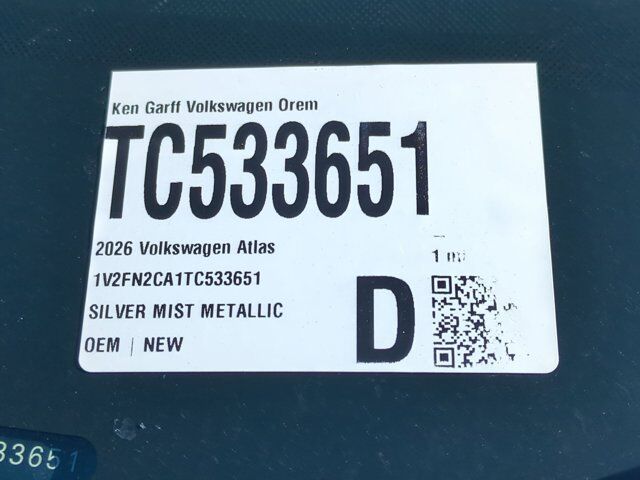 Ken Garff Volkswagen Orem
TC533651
2026 Volkswagen Atlas
1V2FN2CA1TC533651
SILVER MIST METALLIC
OEM | NEW
1 mi
D
33651